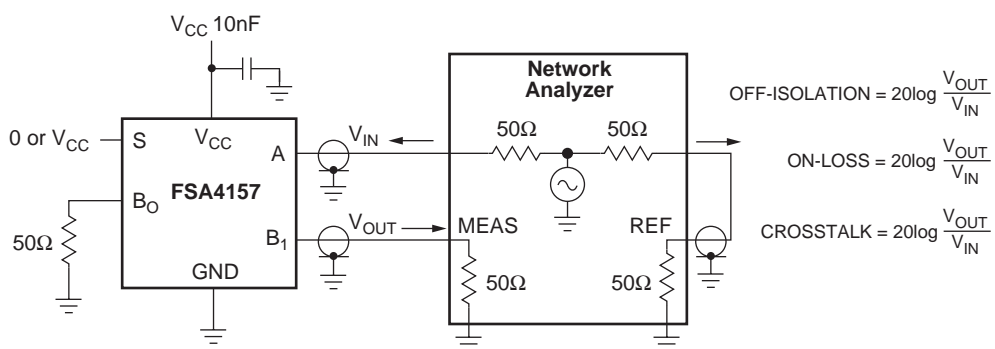 V_CC 10nF
Network
Analyzer
0 or V_CC
S
V_CC
A
V_IN
50Ω
50Ω
OFF-ISOLATION = 20log V_OUT / V_IN
FSA4157
ON-LOSS = 20log V_OUT / V_IN
B_O
50Ω
B_1
V_OUT
MEAS
REF
CROSSTALK = 20log V_OUT / V_IN
GND
50Ω
50Ω